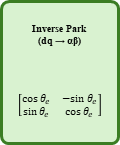 Inverse Park
(dq → αβ)
[cos θₑ −sin θₑ]
[sin θₑ cos θₑ]